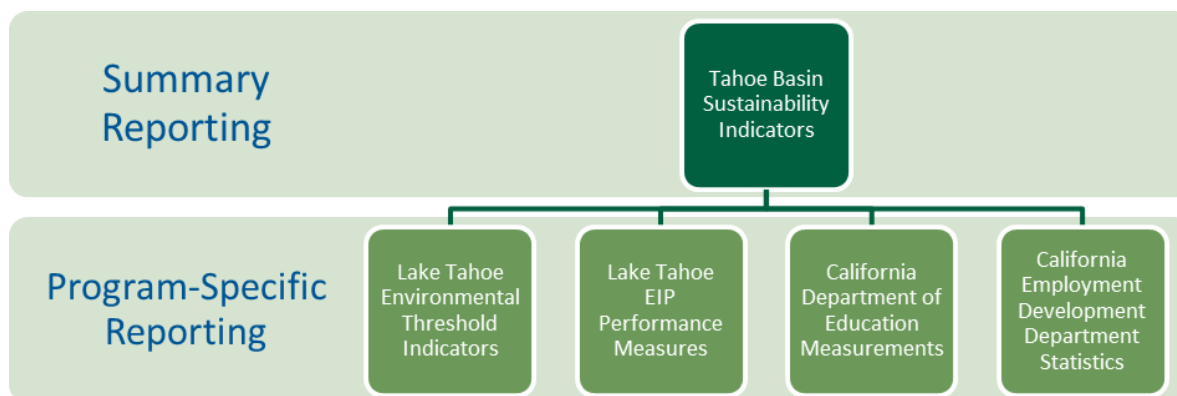 Summary
Reporting
Tahoe Basin
Sustainability
Indicators
Program-Specific
Reporting
Lake Tahoe
Environmental
Threshold
Indicators
Lake Tahoe
EIP
Performance
Measures
California
Department of
Education
Measurements
California
Employment
Development
Department
Statistics